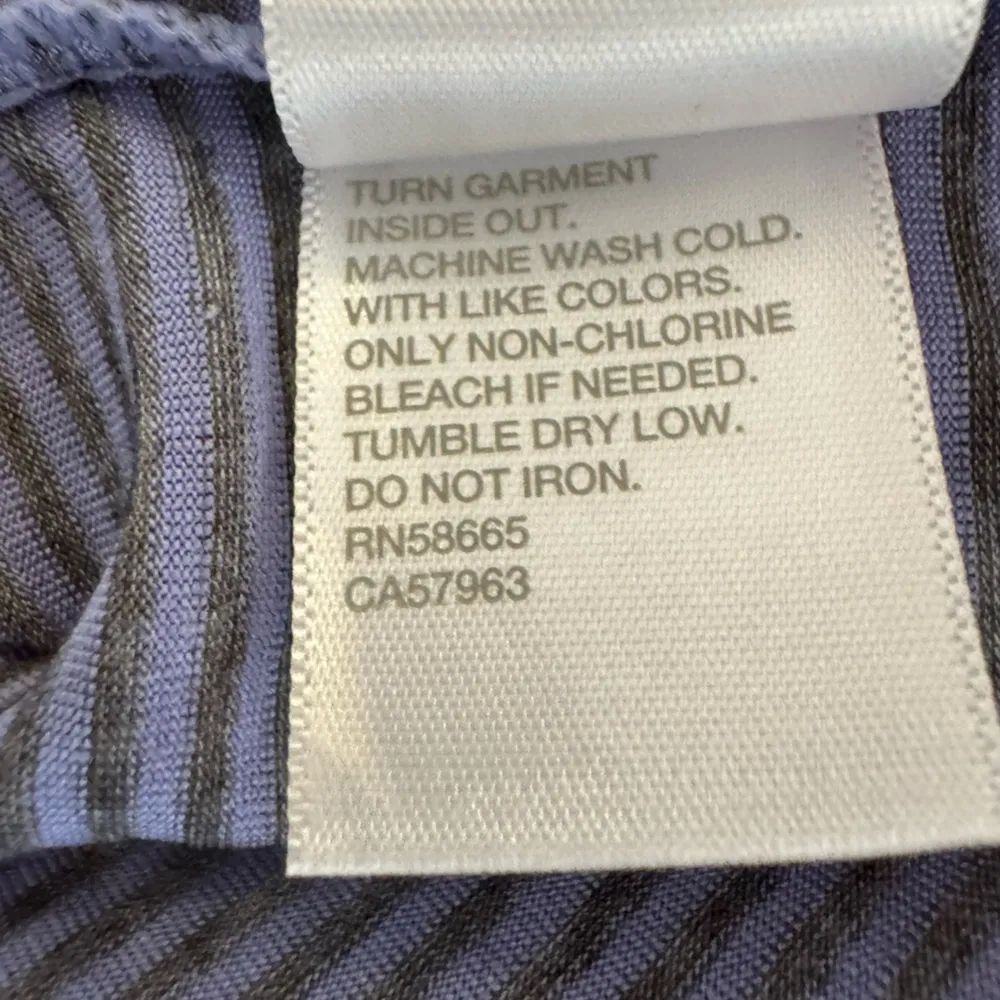 TURN GARMENT
INSIDE OUT.
MACHINE WASH COLD.
WITH LIKE COLORS.
ONLY NON-CHLORINE
BLEACH IF NEEDED.
TUMBLE DRY LOW.
DO NOT IRON.
RN58665
CA57963